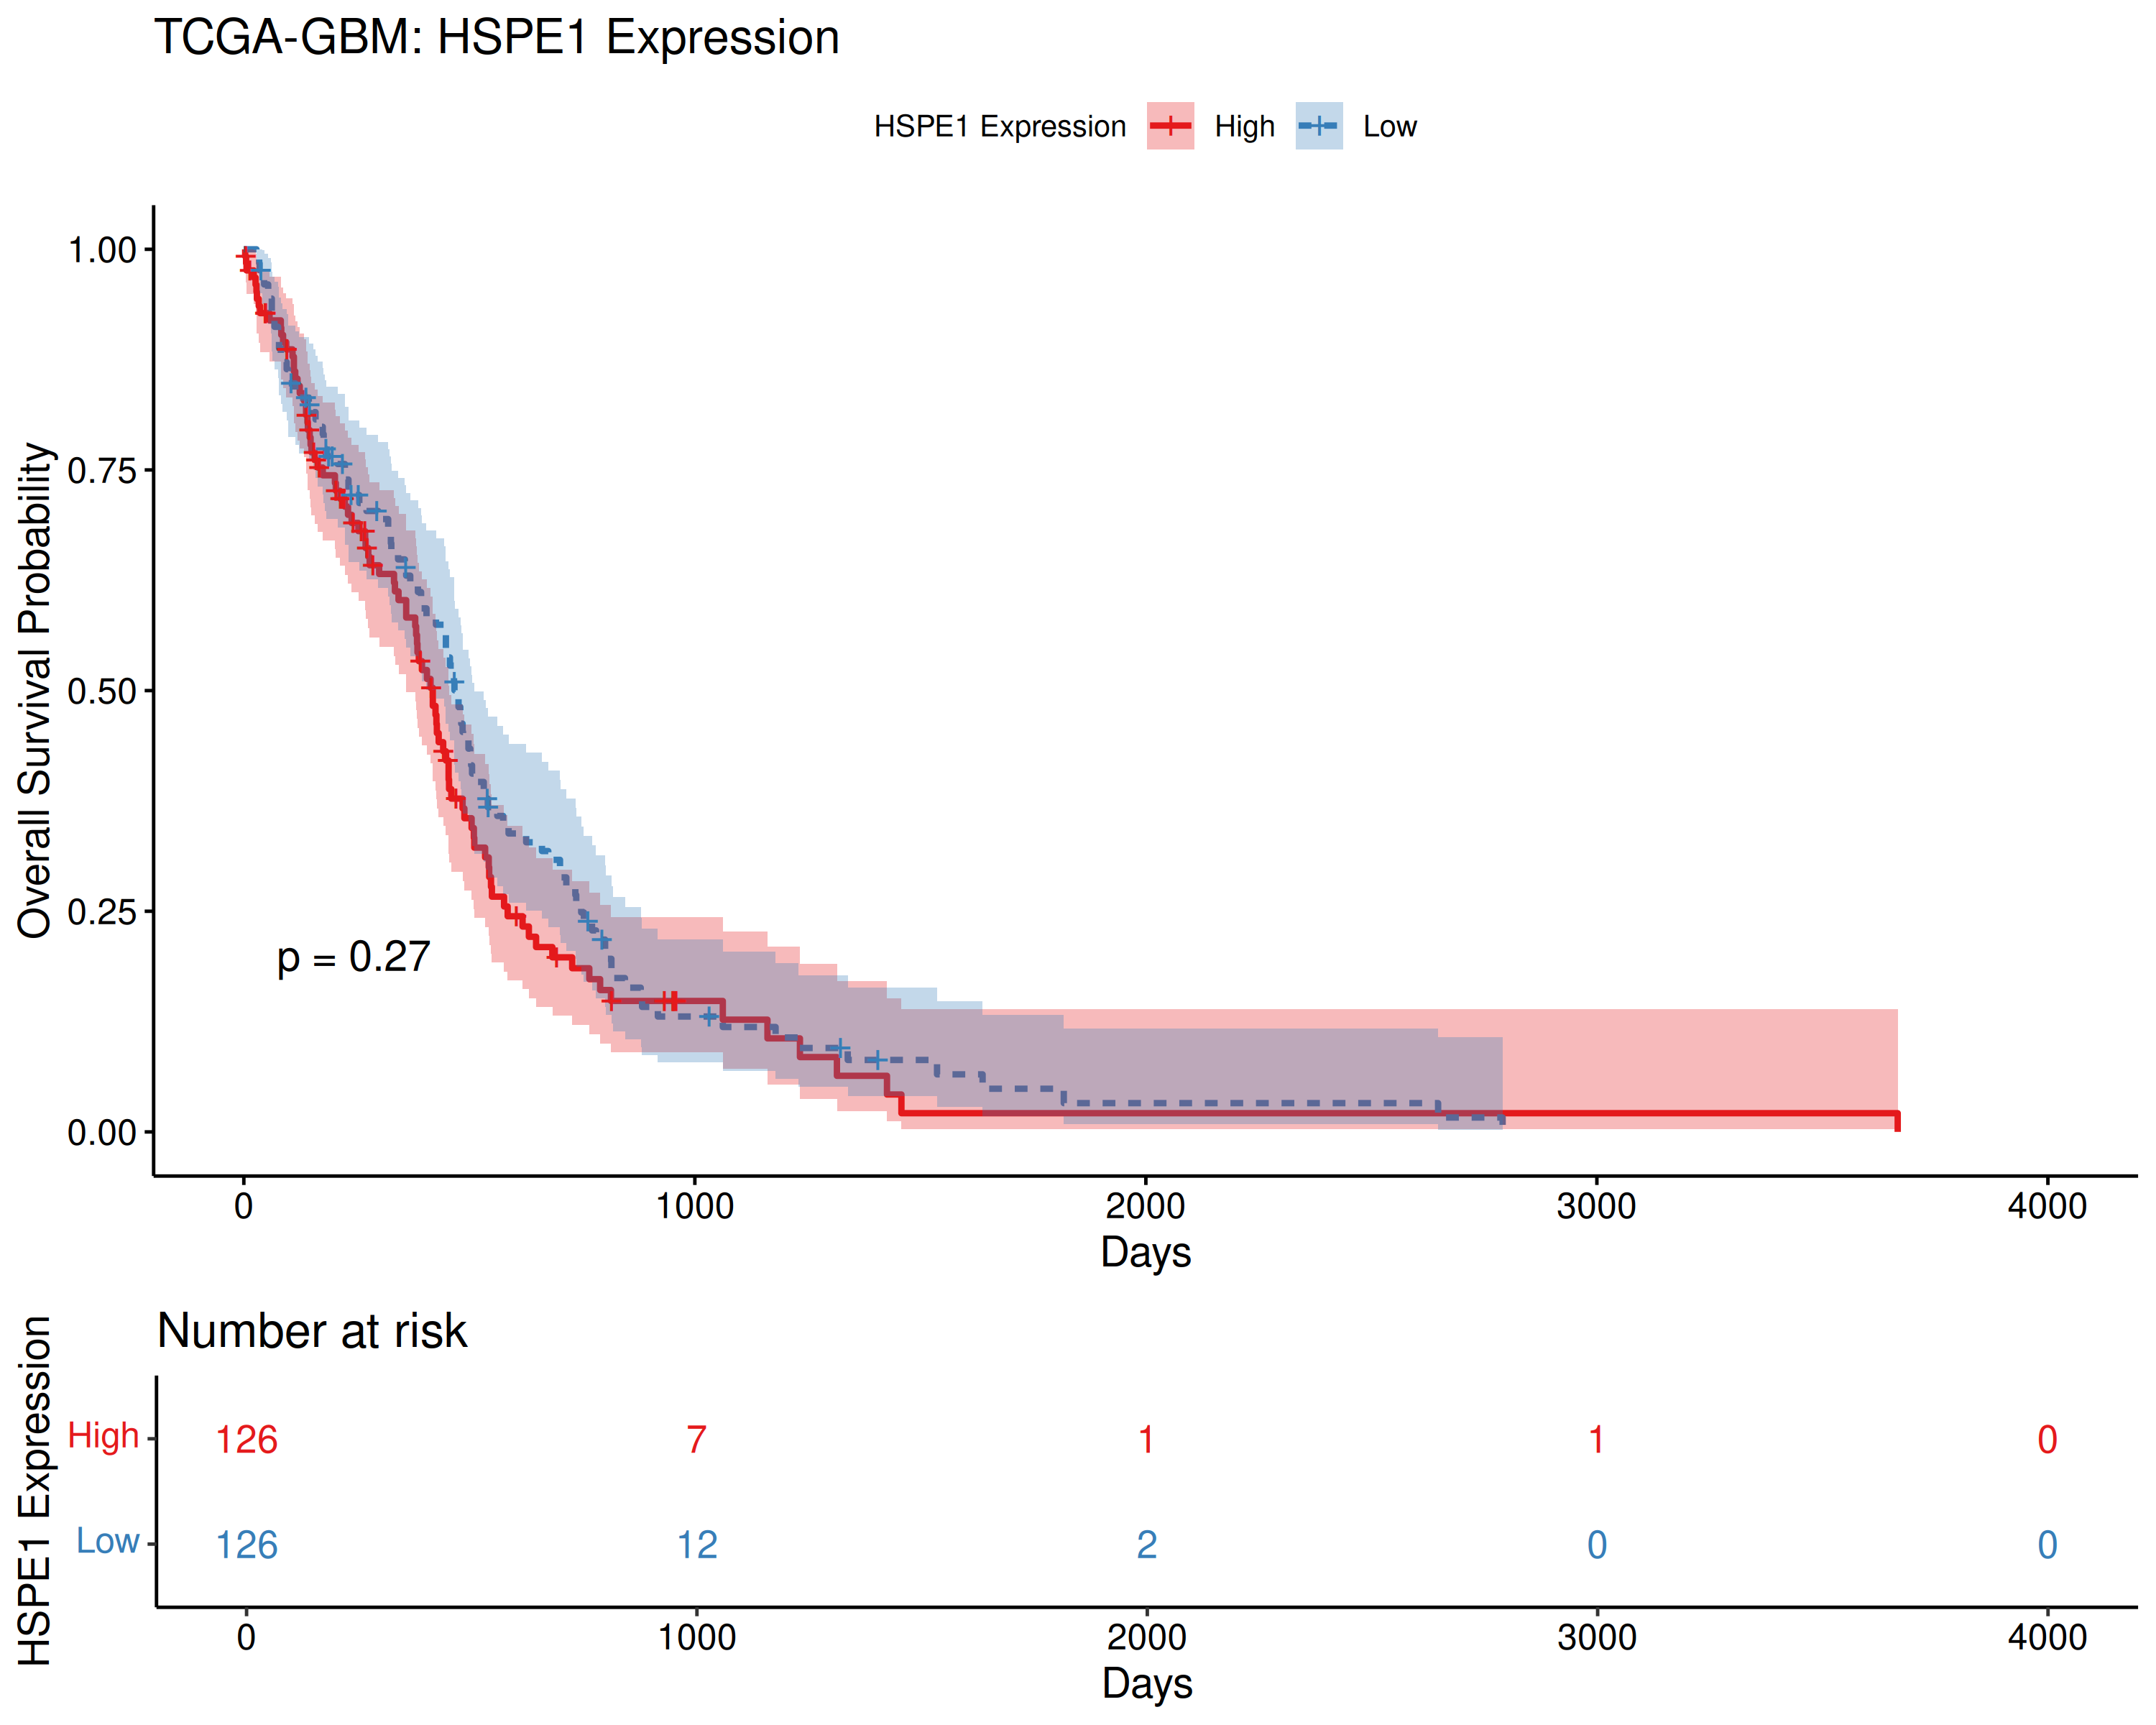 TCGA-GBM: HSPE1 Expression
HSPE1 Expression High Low
Overall Survival Probability
1.00
0.75
0.50
0.25
0.00
p = 0.27
0 1000 2000 3000 4000
Days
Number at risk
HSPE1 Expression
High 126 7 1 1 0
Low 126 12 2 0 0
0 1000 2000 3000 4000
Days